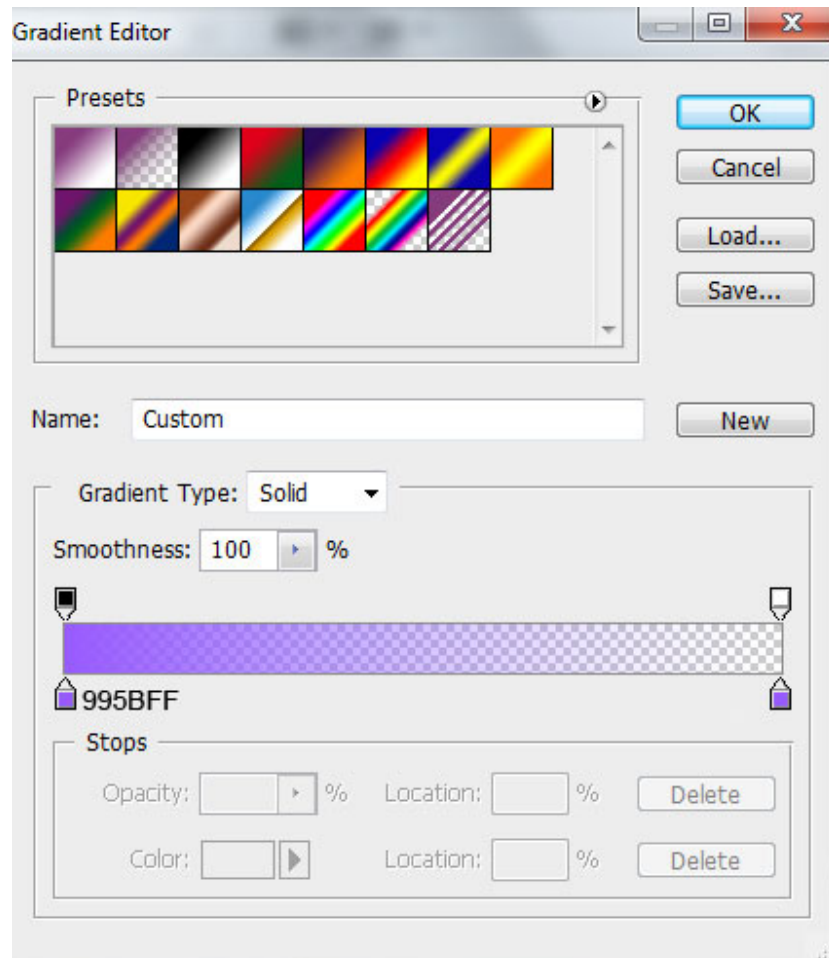 Gradient Editor
Presets
OK
Cancel
Load...
Save...
Name: Custom
New
Gradient Type: Solid
Smoothness: 100 %
995BFF
Stops
Opacity: % Location: % Delete
Color: Location: % Delete